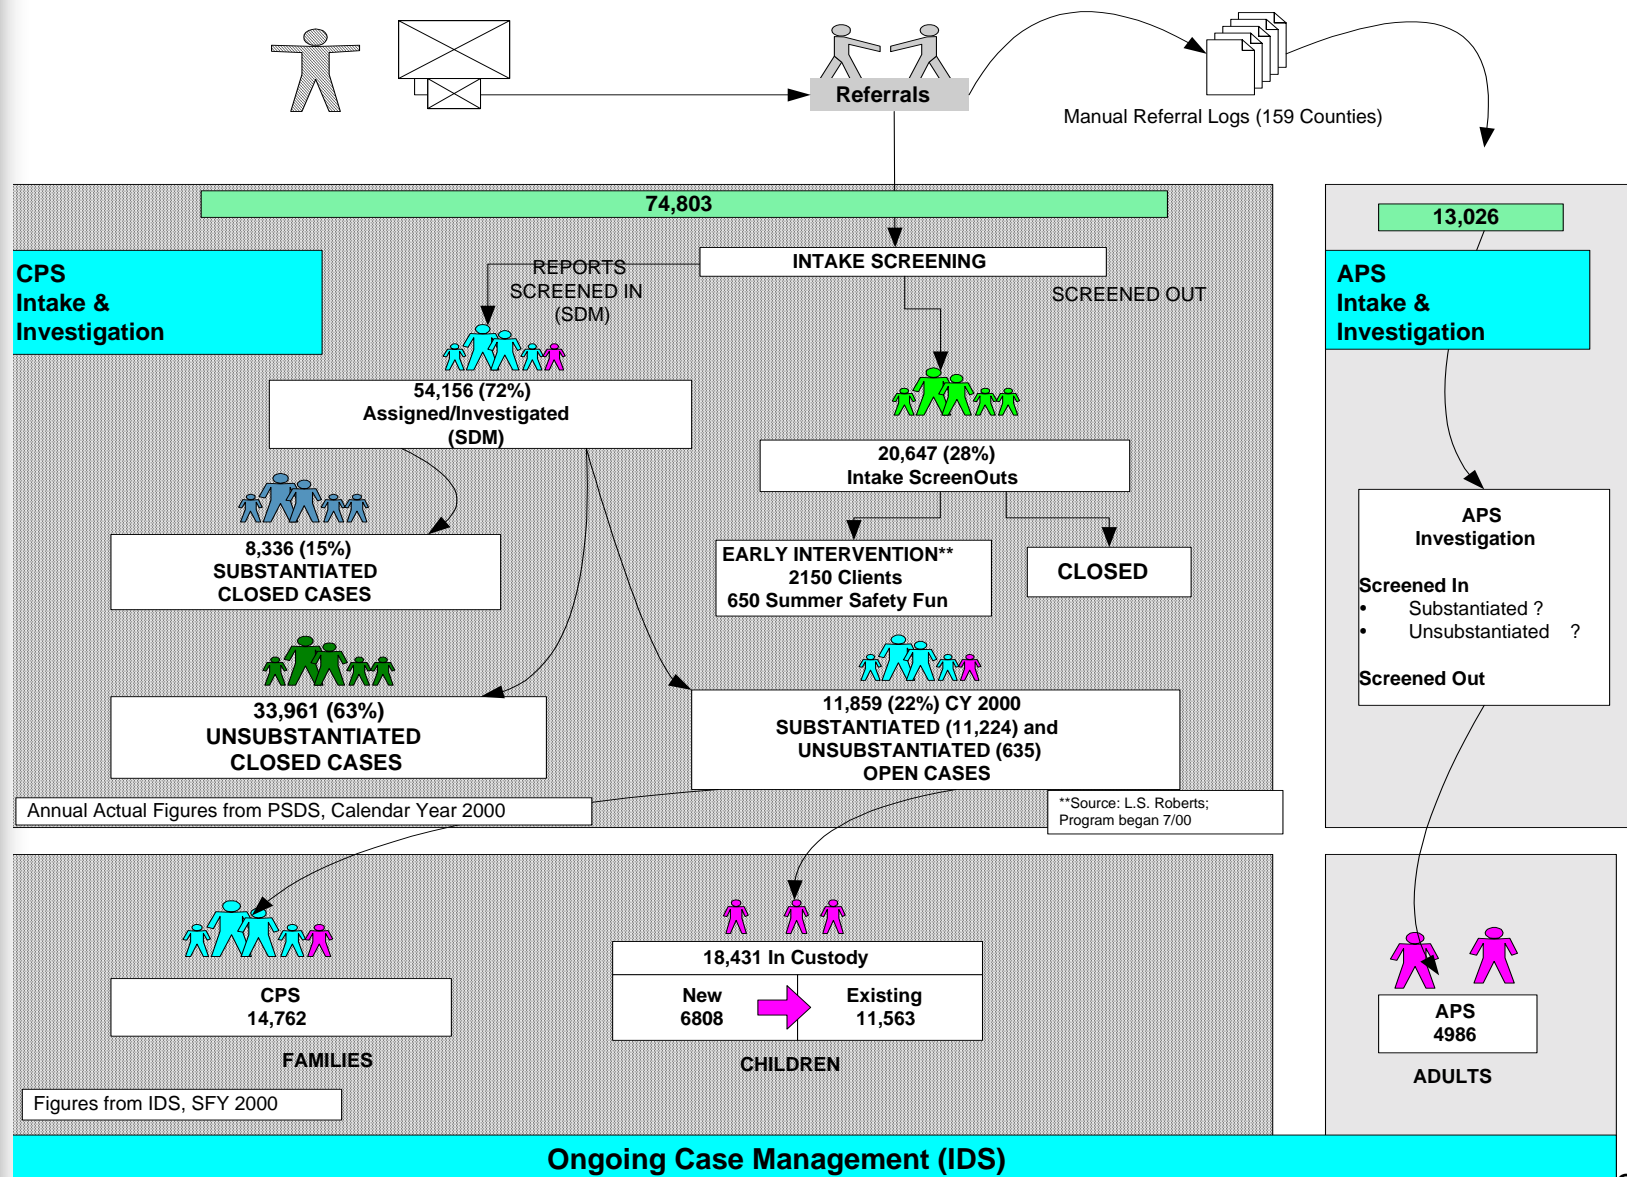 Referrals
Manual Referral Logs (159 Counties)
74,803
13,026
CPS
Intake &
Investigation
INTAKE SCREENING
REPORTS
SCREENED IN
(SDM)
SCREENED OUT
APS
Intake &
Investigation
54,156 (72%)
Assigned/Investigated
(SDM)
20,647 (28%)
Intake ScreenOuts
8,336 (15%)
SUBSTANTIATED
CLOSED CASES
EARLY INTERVENTION**
2150 Clients
650 Summer Safety Fun
CLOSED
APS
Investigation
Screened In
• Substantiated ?
• Unsubstantiated ?
Screened Out
33,961 (63%)
UNSUBSTANTIATED
CLOSED CASES
11,859 (22%) CY 2000
SUBSTANTIATED (11,224) and
UNSUBSTANTIATED (635)
OPEN CASES
Annual Actual Figures from PSDS, Calendar Year 2000
**Source: L.S. Roberts;
Program began 7/00
CPS
14,762
FAMILIES
18,431 In Custody
New
6808
Existing
11,563
CHILDREN
APS
4986
ADULTS
Figures from IDS, SFY 2000
Ongoing Case Management (IDS)